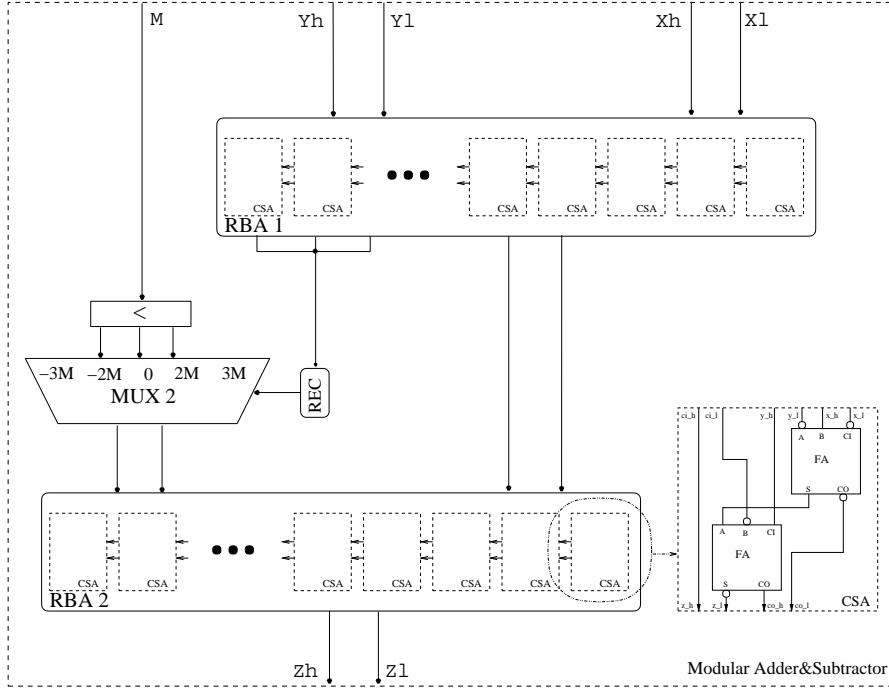 M Yh Yl Xh Xl
CSA CSA CSA CSA CSA CSA CSA
RBA 1
<
−3M −2M 0 2M 3M
MUX 2
REC
ci_h ci_l y_h y_l x_h x_l
A B CI
FA
S CO
A B CI
FA
S CO
z_h z_l co_h co_l
CSA
CSA CSA CSA CSA CSA CSA CSA
RBA 2
Zh Zl
Modular Adder&Subtractor